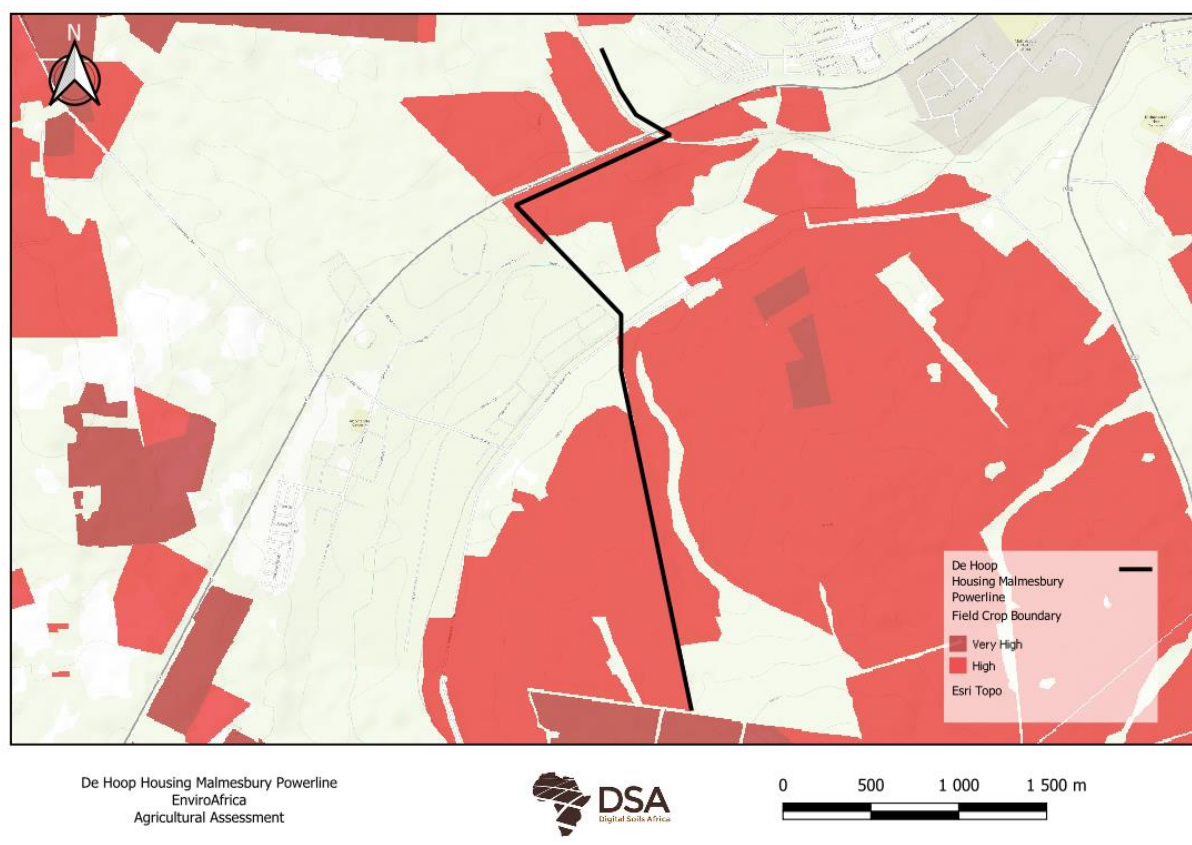 N
De Hoop
Housing Malmesbury
Powerline
Field Crop Boundary
Very High
High
Esri Topo
De Hoop Housing Malmesbury Powerline
EnviroAfrica
Agricultural Assessment
DSA
Digital Soils Africa
0 500 1 000 1 500 m